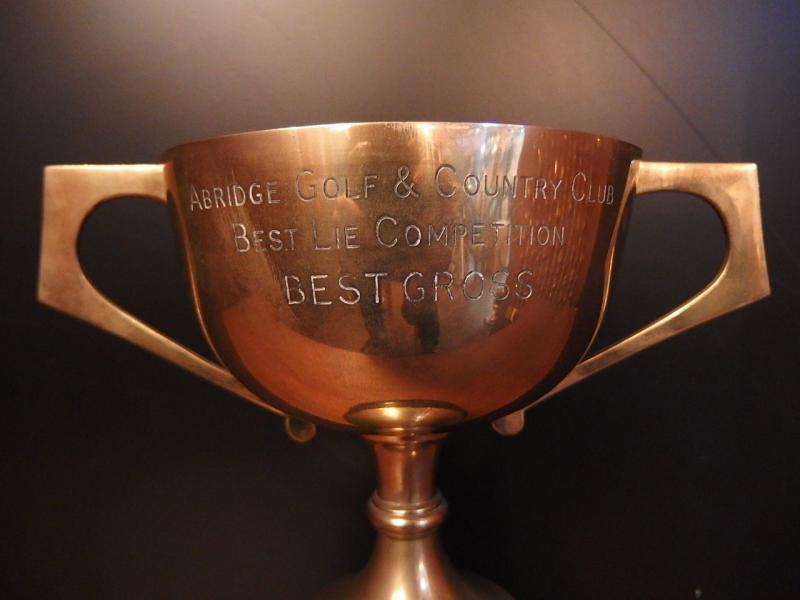 ABRIDGE GOLF & COUNTRY CLUB
BEST LIE COMPETITION
BEST GROSS